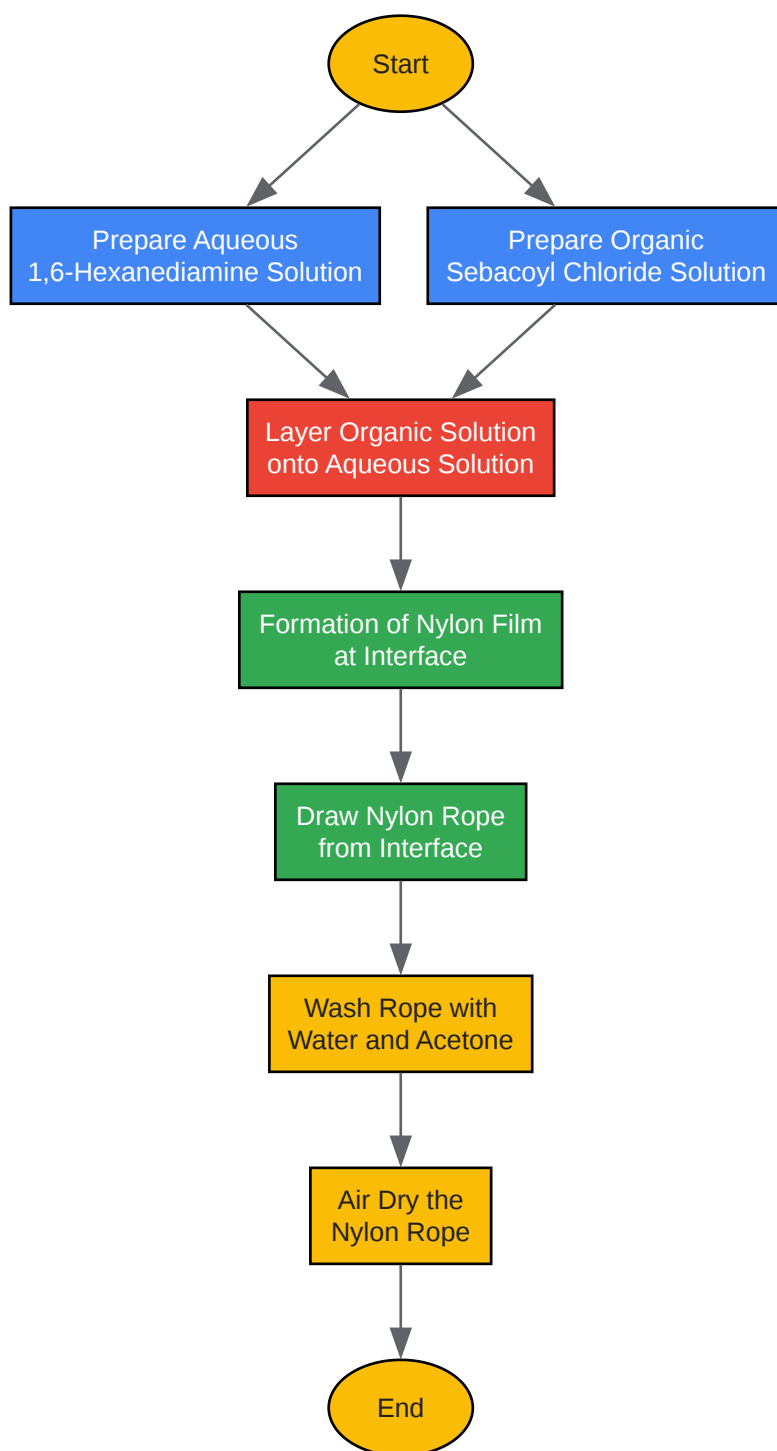 Start
Prepare Aqueous
1,6-Hexanediamine Solution
Prepare Organic
Sebacoyl Chloride Solution
Layer Organic Solution
onto Aqueous Solution
Formation of Nylon Film
at Interface
Draw Nylon Rope
from Interface
Wash Rope with
Water and Acetone
Air Dry the
Nylon Rope
End